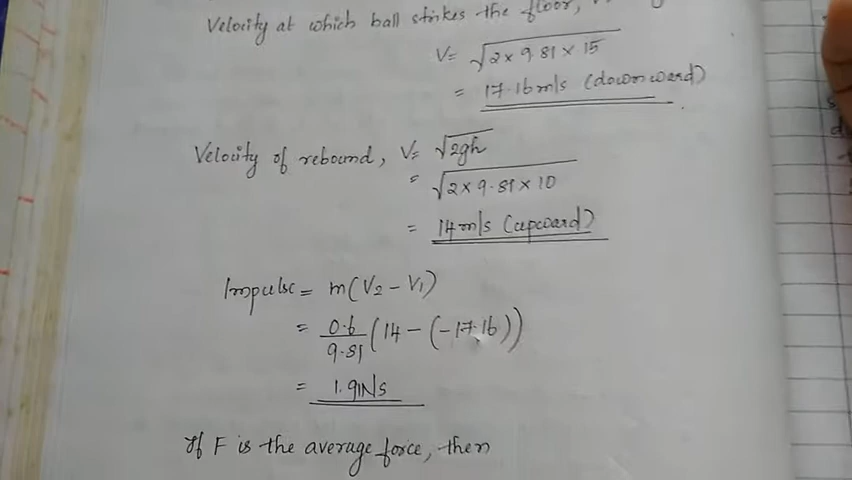 Velocity at which ball strikes the floor,
V= √2×9.81×15
= 17.16m/s (downward)
Velocity of rebound, V= √2gh
= √2×9.81×10
= 14m/s (upward)
Impulse = m(V₂ - V₁)
= 0.6/9.81 (14 - (-17.16))
= 1.91Ns
If F is the average force, then